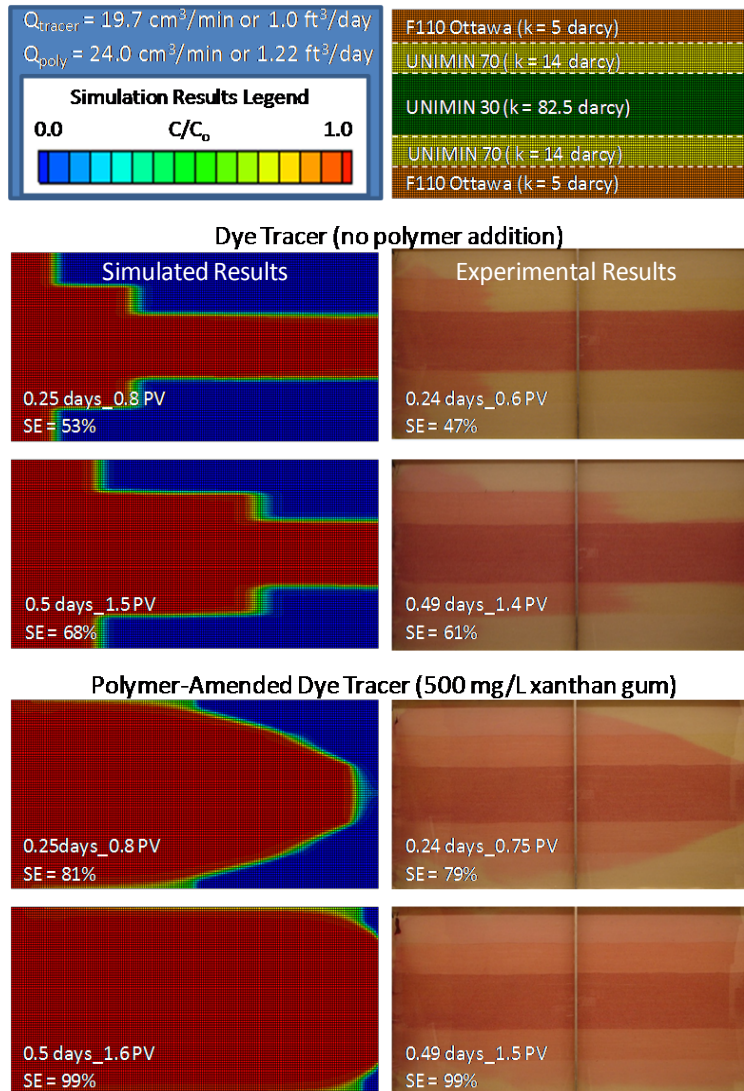 Qtracer = 19.7 cm³/min or 1.0 ft³/day
Qpoly = 24.0 cm³/min or 1.22 ft³/day
Simulation Results Legend
0.0 C/Co 1.0
F110 Ottawa (k = 5 darcy)
UNIMIN 70 ( k = 14 darcy)
UNIMIN 30 (k = 82.5 darcy)
UNIMIN 70 ( k = 14 darcy)
F110 Ottawa (k = 5 darcy)
Dye Tracer (no polymer addition)
Simulated Results
0.25 days_0.8 PV
SE = 53%
Experimental Results
0.24 days_0.6 PV
SE = 47%
0.5 days_1.5 PV
SE = 68%
0.49 days_1.4 PV
SE = 61%
Polymer-Amended Dye Tracer (500 mg/L xanthan gum)
0.25days_0.8 PV
SE = 81%
0.24 days_0.75 PV
SE = 79%
0.5 days_1.6 PV
SE = 99%
0.49 days_1.5 PV
SE = 99%